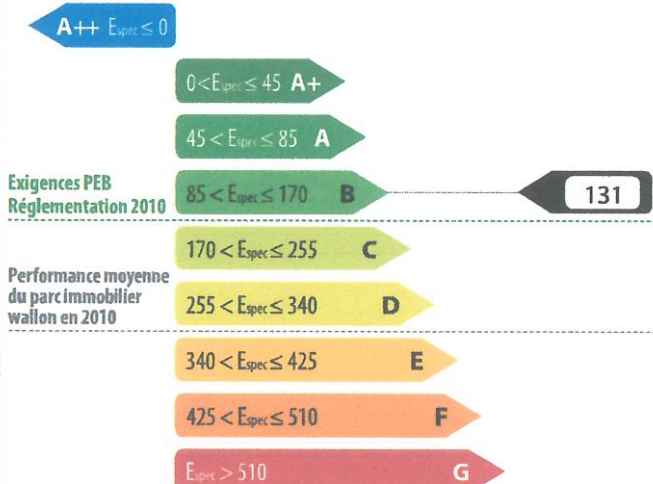 A++ Espec ≤ 0
0 < Espec ≤ 45 A+
45 < Espec ≤ 85 A
Exigences PEB
Réglementation 2010
85 < Espec ≤ 170 B
131
170 < Espec ≤ 255 C
Performance moyenne
du parc immobilier
wallon en 2010
255 < Espec ≤ 340 D
340 < Espec ≤ 425 E
425 < Espec ≤ 510 F
Espec > 510 G